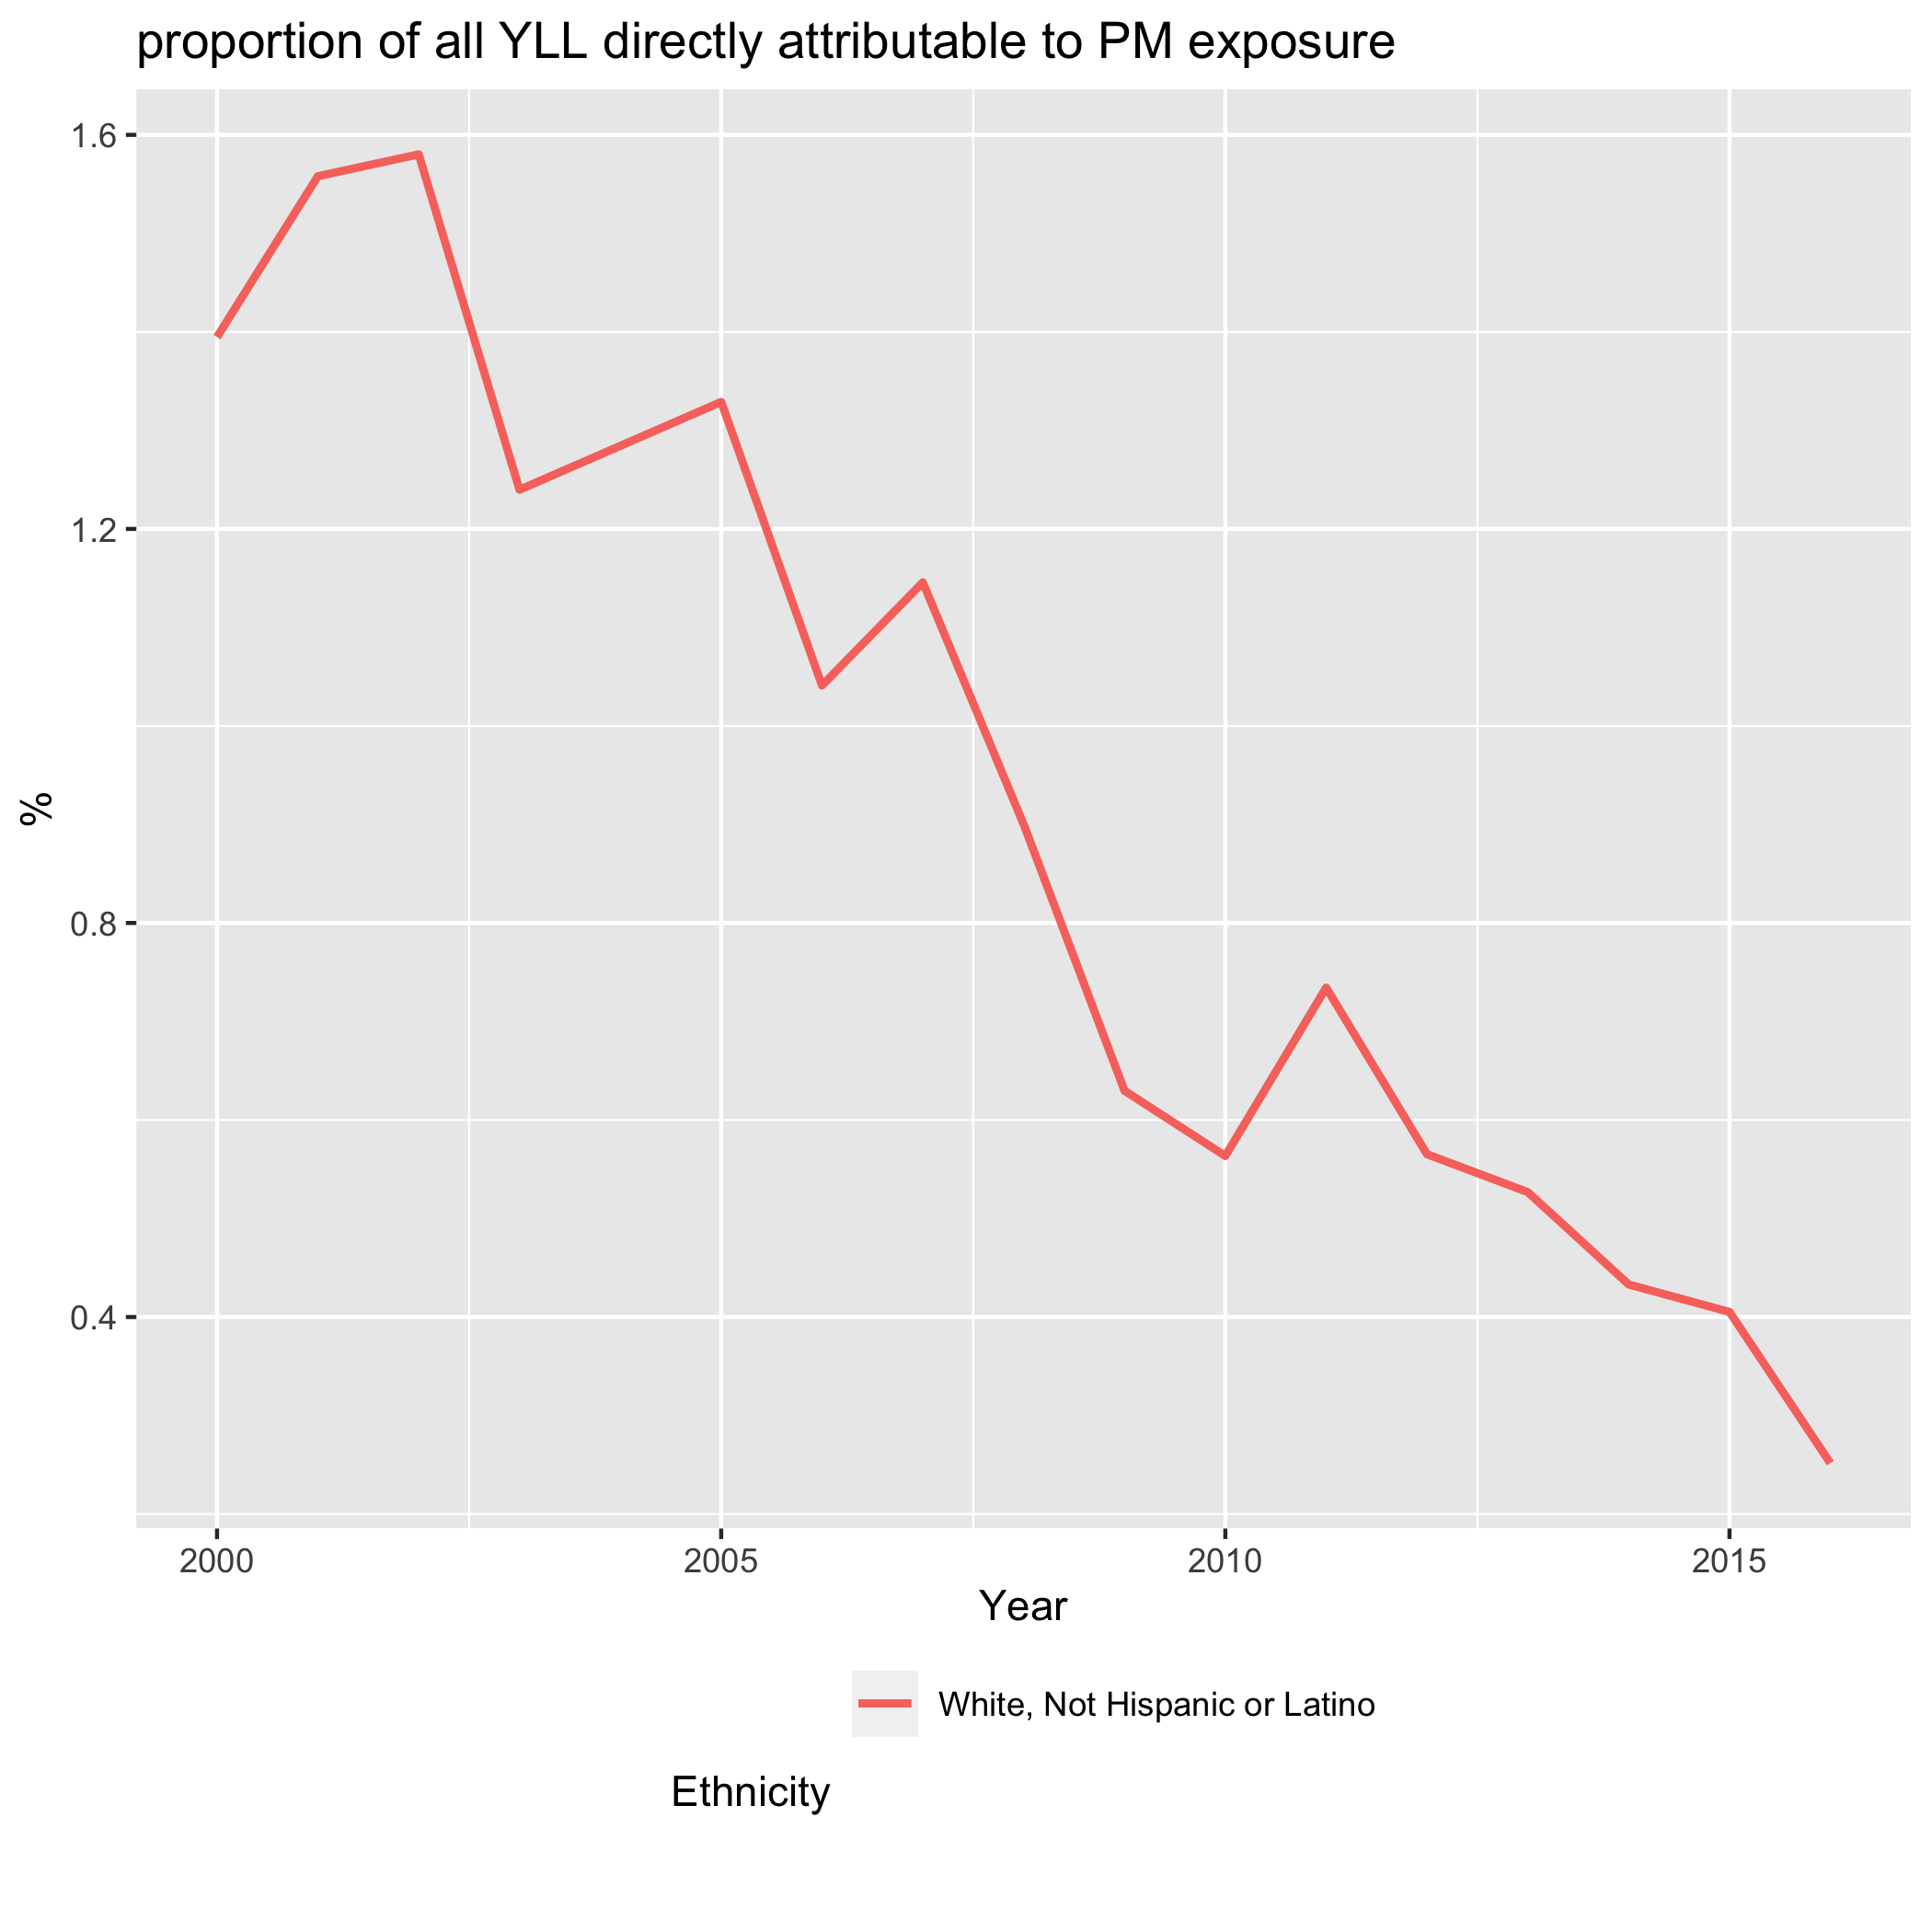 proportion of all YLL directly attributable to PM exposure
1.6
1.2
0.8
0.4
%
2000 2005 2010 2015
Year
White, Not Hispanic or Latino
Ethnicity